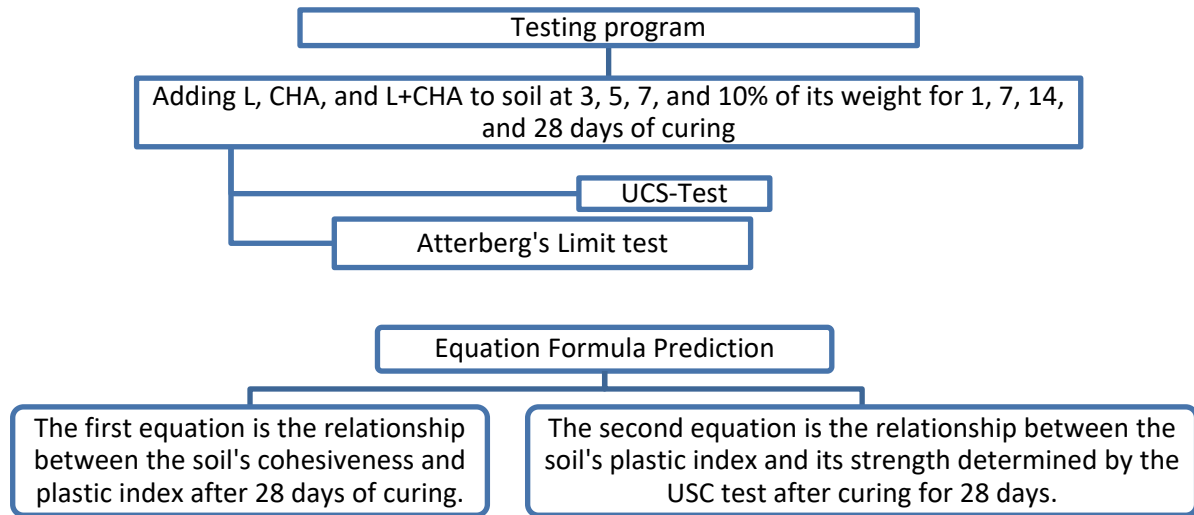 Testing program
Adding L, CHA, and L+CHA to soil at 3, 5, 7, and 10% of its weight for 1, 7, 14,
and 28 days of curing
UCS-Test
Atterberg's Limit test
Equation Formula Prediction
The first equation is the relationship
between the soil's cohesiveness and
plastic index after 28 days of curing.
The second equation is the relationship between the
soil's plastic index and its strength determined by the
USC test after curing for 28 days.